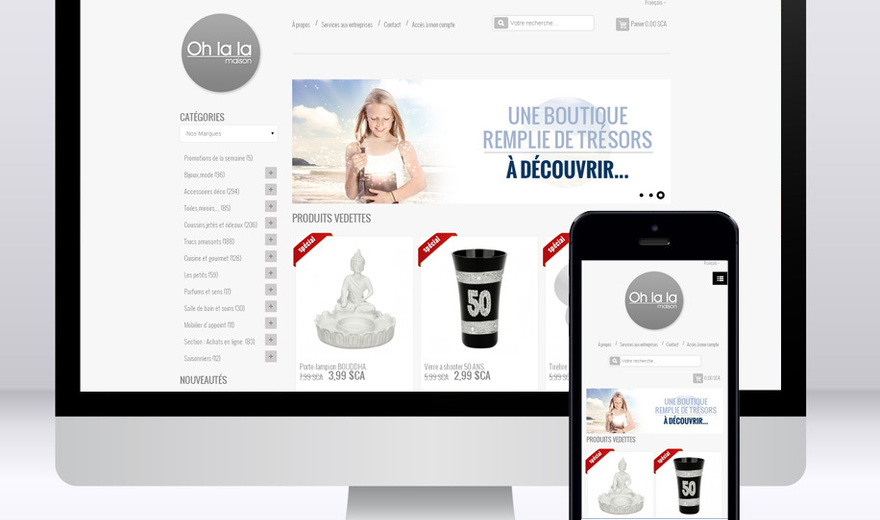 Français
À propos / Services aux entreprises / Contact / Accès à mon compte
Votre recherche...
Panier 0,00 $CA
Oh la la
maison
CATÉGORIES
Nos Marques
Promotions de la semaine (5)
Bijoux,mode (96)
Accessoires déco (294)
Toiles,miroirs,... (85)
Coussins,jetés et rideaux (206)
Trucs amusants (188)
Cuisine et gourmet (126)
Les petits (59)
Parfums et sens (17)
Salle de bain et soins (30)
Mobilier d'appoint (11)
Section : Achats en ligne (183)
Saisonniers (12)
NOUVEAUTÉS
UNE BOUTIQUE
REMPLIE DE TRÉSORS
À DÉCOUVRIR...
PRODUITS VEDETTES
spécial
spécial
spécial
50
Porte-lampion BOUDDHA.
7,99 $CA 3,99 $CA
Verre a shooter 50 ANS
5,99 $CA 2,99 $CA
Tirelire
5,99
Français
Oh la la
maison
À propos / Services aux entreprises / Contact / Accès à mon compte
Votre recherche...
0,00 $CA
UNE BOUTIQUE
REMPLIE DE TRÉSORS
À DÉCOUVRIR...
PRODUITS VEDETTES
spécial
spécial
50